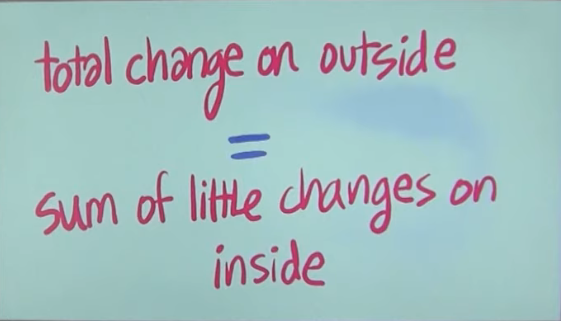 total change on outside
=
sum of little changes on
inside